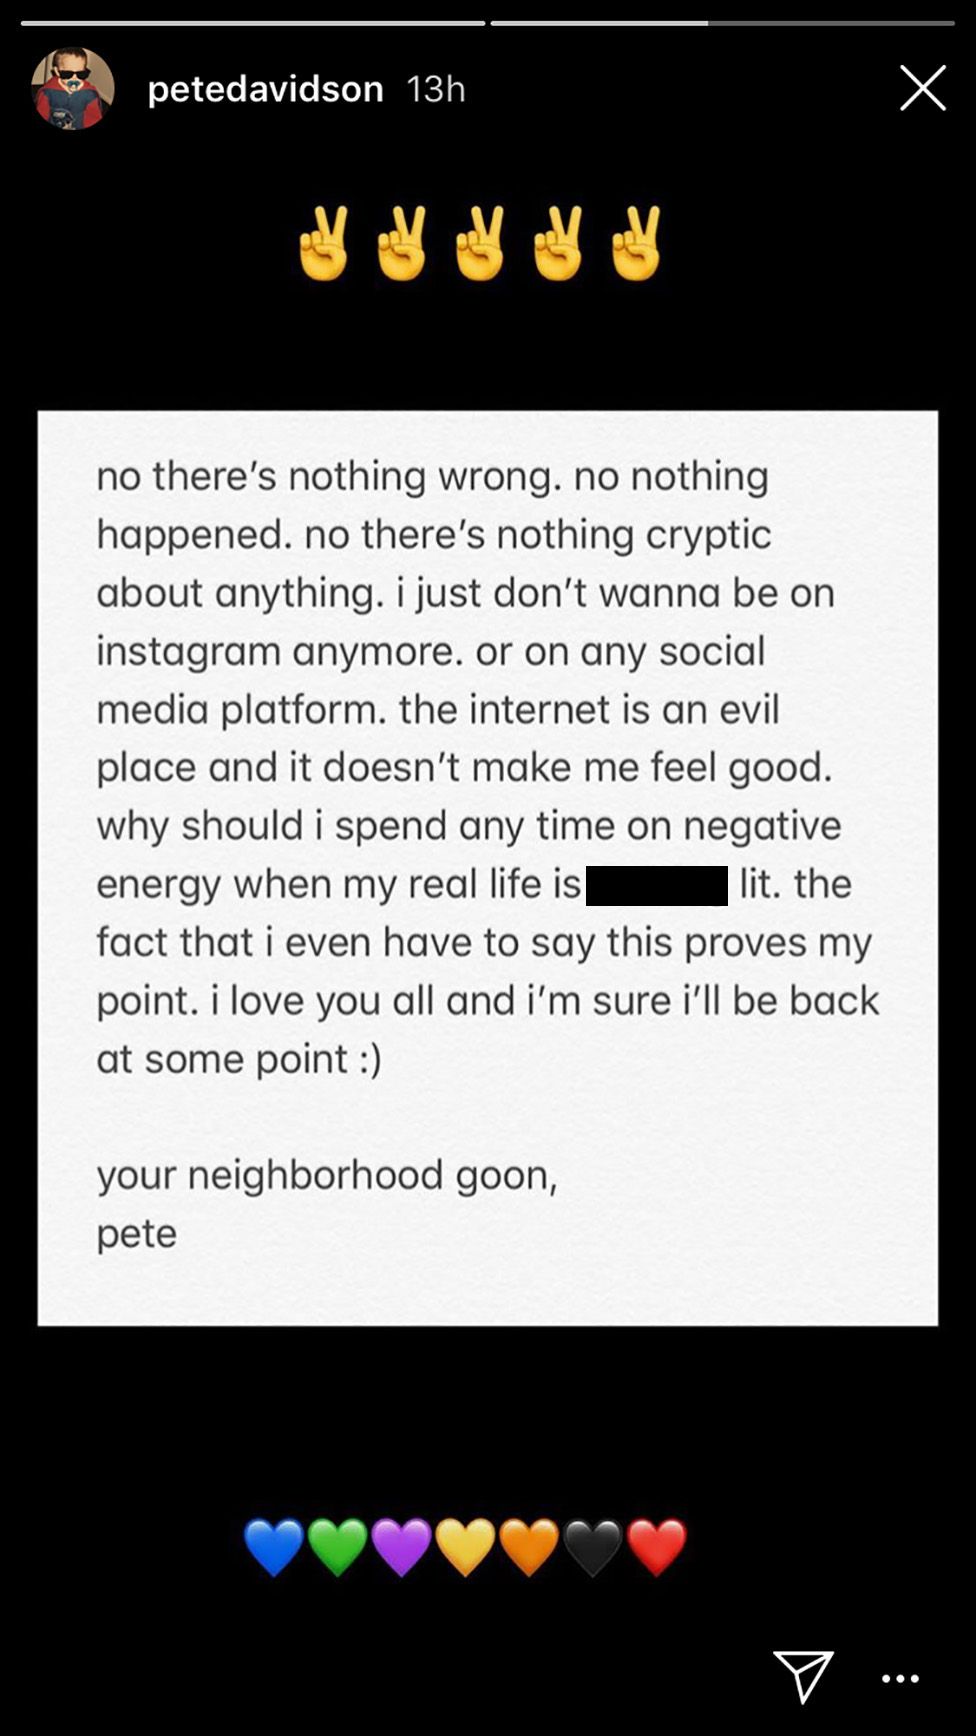 petedavidson 13h
✌️✌️✌️✌️✌️
no there's nothing wrong. no nothing
happened. no there's nothing cryptic
about anything. i just don't wanna be on
instagram anymore. or on any social
media platform. the internet is an evil
place and it doesn't make me feel good.
why should i spend any time on negative
energy when my real life is lit. the
fact that i even have to say this proves my
point. i love you all and i'm sure i'll be back
at some point :)
your neighborhood goon,
pete
💙💚💜💛🧡🖤❤️